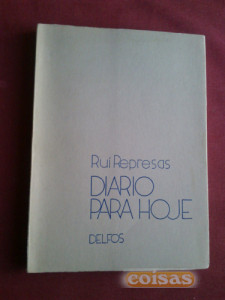 Rui Represas
DIARIO
PARA HOJE
DELFOS
coisas